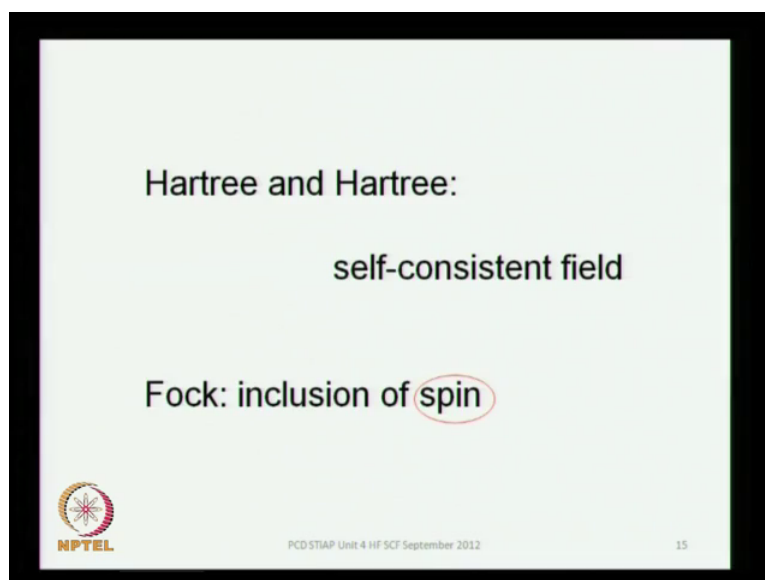 Hartree and Hartree:
self-consistent field
Fock: inclusion of spin
NPTEL
PCD STIAP Unit 4 HF SCF September 2012
15